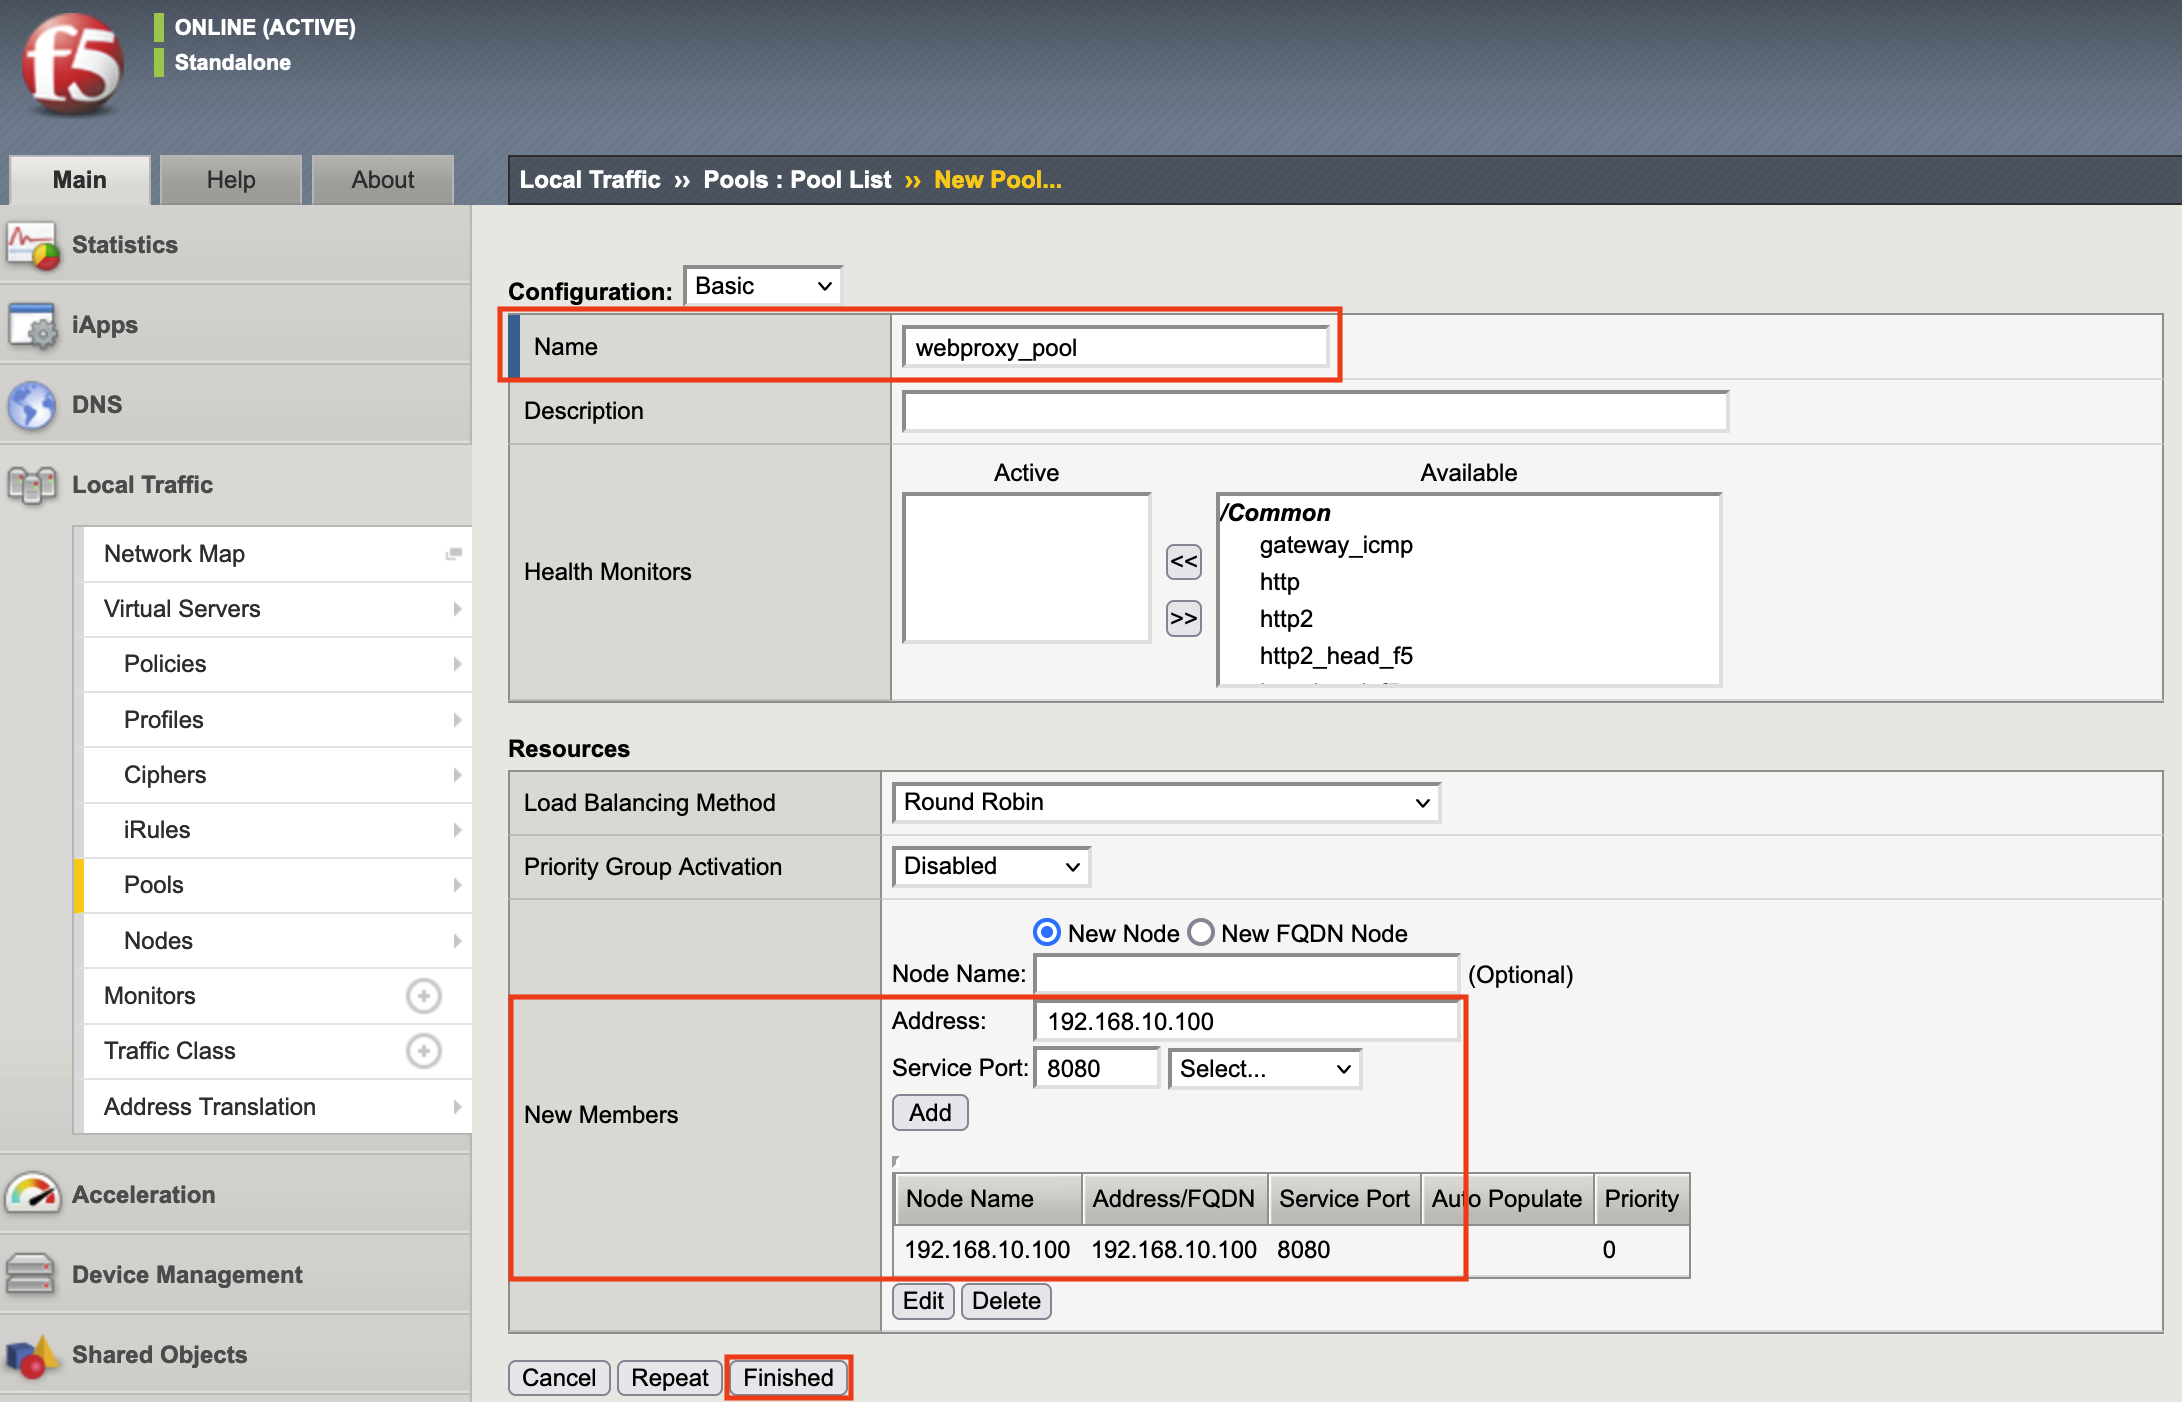 f5
ONLINE (ACTIVE)
Standalone
Main
Help
About
Local Traffic ›› Pools : Pool List ›› New Pool...
Statistics
iApps
DNS
Local Traffic
Network Map
Virtual Servers
Policies
Profiles
Ciphers
iRules
Pools
Nodes
Monitors
Traffic Class
Address Translation
Acceleration
Device Management
Shared Objects
Configuration: Basic
Name webproxy_pool
Description
Health Monitors
Active
Available
<<
>>
/Common
gateway_icmp
http
http2
http2_head_f5
Resources
Load Balancing Method Round Robin
Priority Group Activation Disabled
New Members
New Node New FQDN Node
Node Name: (Optional)
Address: 192.168.10.100
Service Port: 8080 Select...
Add
Node Name Address/FQDN Service Port Auto Populate Priority
192.168.10.100 192.168.10.100 8080 0
Edit Delete
Cancel Repeat Finished